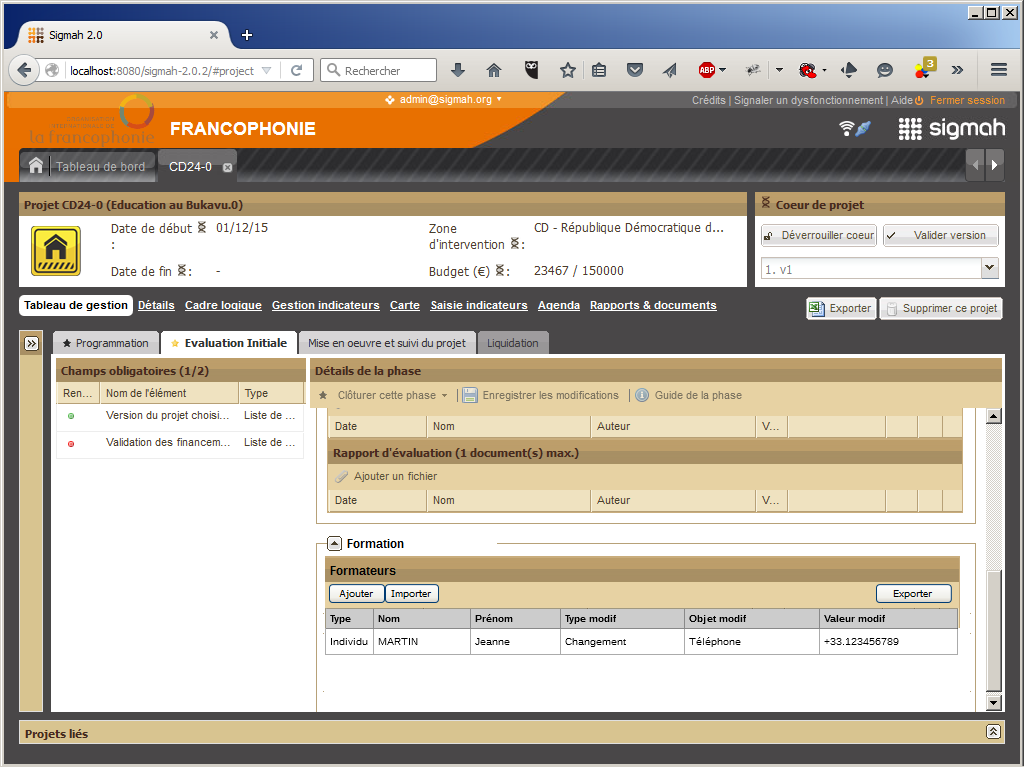 Sigmah 2.0
localhost:8080/sigmah-2.0.2/#project
Rechercher
ABP
3
admin@sigmah.org
Crédits | Signaler un dysfonctionnement | Aide Fermer session
la francophonie
FRANCOPHONIE
sigmah
Tableau de bord
CD24-0
Projet CD24-0 (Education au Bukavu.0)
Date de début :
01/12/15
Zone d'intervention :
CD - République Démocratique d...
Date de fin :
-
Budget (€) :
23467 / 150000
Coeur de projet
Déverrouiller coeur
Valider version
1. v1
Tableau de gestion Détails Cadre logique Gestion indicateurs Carte Saisie indicateurs Agenda Rapports & documents
Exporter
Supprimer ce projet
Programmation
Evaluation Initiale
Mise en oeuvre et suivi du projet
Liquidation
Champs obligatoires (1/2)
Ren... Nom de l'élément Type
Version du projet choisi... Liste de ...
Validation des financem... Liste de ...
Détails de la phase
Clôturer cette phase
Enregistrer les modifications
Guide de la phase
Date Nom Auteur V...
Rapport d'évaluation (1 document(s) max.)
Ajouter un fichier
Date Nom Auteur V...
Formation
Formateurs
Ajouter Importer Exporter
Type Nom Prénom Type modif Objet modif Valeur modif
Individu MARTIN Jeanne Changement Téléphone +33.123456789
Projets liés